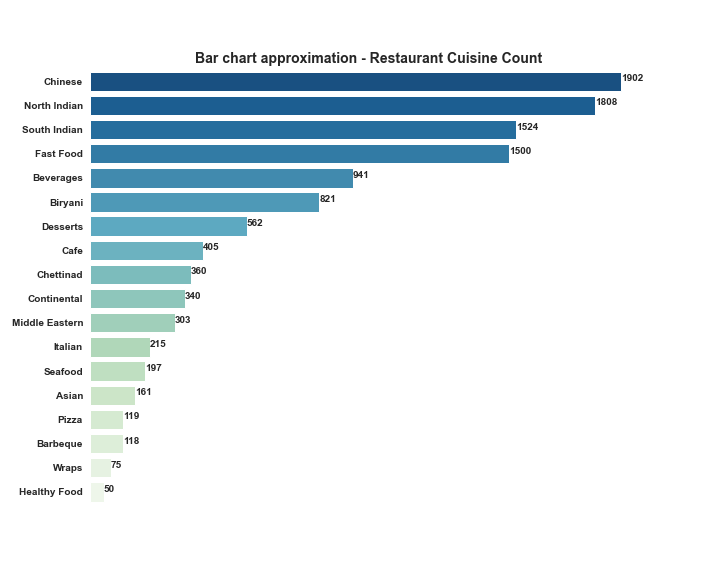 Bar chart approximation - Restaurant Cuisine Count
Chinese 1902
North Indian 1808
South Indian 1524
Fast Food 1500
Beverages 941
Biryani 821
Desserts 562
Cafe 405
Chettinad 360
Continental 340
Middle Eastern 303
Italian 215
Seafood 197
Asian 161
Pizza 119
Barbeque 118
Wraps 75
Healthy Food 50